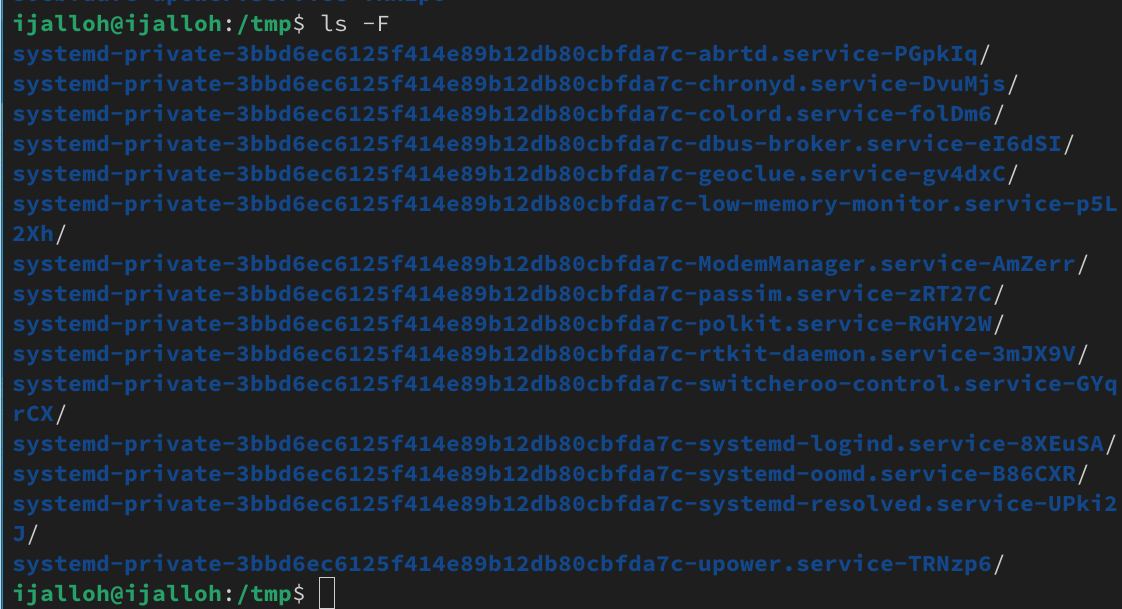 ijalloh@ijalloh:/tmp$ ls -F
systemd-private-3bbd6ec6125f414e89b12db80cbfda7c-abrtd.service-PGpkIq/
systemd-private-3bbd6ec6125f414e89b12db80cbfda7c-chronyd.service-DvuMjs/
systemd-private-3bbd6ec6125f414e89b12db80cbfda7c-colord.service-folDm6/
systemd-private-3bbd6ec6125f414e89b12db80cbfda7c-dbus-broker.service-eI6dSI/
systemd-private-3bbd6ec6125f414e89b12db80cbfda7c-geoclue.service-gv4dxC/
systemd-private-3bbd6ec6125f414e89b12db80cbfda7c-low-memory-monitor.service-p5L
2Xh/
systemd-private-3bbd6ec6125f414e89b12db80cbfda7c-ModemManager.service-AmZerr/
systemd-private-3bbd6ec6125f414e89b12db80cbfda7c-passim.service-zRT27C/
systemd-private-3bbd6ec6125f414e89b12db80cbfda7c-polkit.service-RGHY2W/
systemd-private-3bbd6ec6125f414e89b12db80cbfda7c-rtkit-daemon.service-3mJX9V/
systemd-private-3bbd6ec6125f414e89b12db80cbfda7c-switcheroo-control.service-GYq
rCX/
systemd-private-3bbd6ec6125f414e89b12db80cbfda7c-systemd-logind.service-8XEuSA/
systemd-private-3bbd6ec6125f414e89b12db80cbfda7c-systemd-oomd.service-B86CXR/
systemd-private-3bbd6ec6125f414e89b12db80cbfda7c-systemd-resolved.service-UPki2
J/
systemd-private-3bbd6ec6125f414e89b12db80cbfda7c-upower.service-TRNzp6/
ijalloh@ijalloh:/tmp$